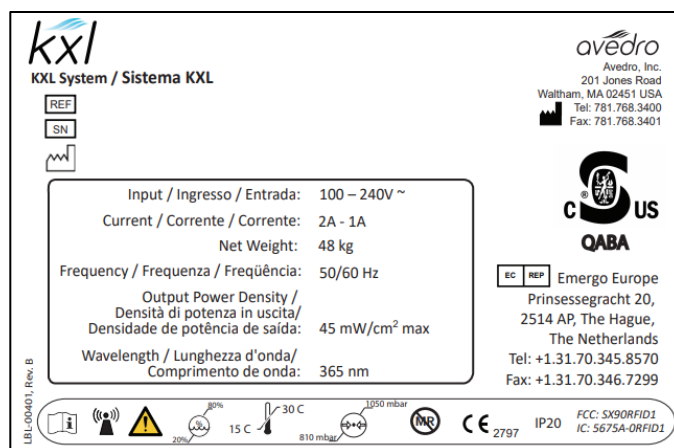 kxl
KXL System / Sistema KXL
REF
SN
avedro
Avedro, Inc.
201 Jones Road
Waltham, MA 02451 USA
Tel: 781.768.3400
Fax: 781.768.3401
C S ® US
QABA
Input / Ingresso / Entrada: 100 – 240V ~
Current / Corrente / Corrente: 2A - 1A
Net Weight: 48 kg
Frequency / Frequenza / Freqüência: 50/60 Hz
Output Power Density /
Densità di potenza in uscita/
Densidade de potência de saída: 45 mW/cm² max
Wavelength / Lunghezza d'onda/
Comprimento de onda: 365 nm
EC REP Emergo Europe
Prinsessegracht 20,
2514 AP, The Hague,
The Netherlands
Tel: +1.31.70.345.8570
Fax: +1.31.70.346.7299
LBL-00401, Rev. B
i
20% % 80%
15 C 30 C
810 mbar 1050 mbar
MR
CE 2797
IP20
FCC: SX90RFID1
IC: 5675A-0RFID1